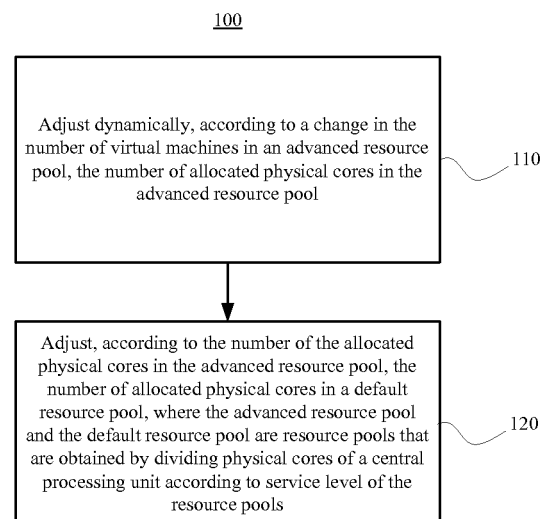 100
Adjust dynamically, according to a change in the
number of virtual machines in an advanced resource
pool, the number of allocated physical cores in the
advanced resource pool
110
Adjust, according to the number of the allocated
physical cores in the advanced resource pool, the
number of allocated physical cores in a default
resource pool, where the advanced resource pool
and the default resource pool are resource pools that
are obtained by dividing physical cores of a central
processing unit according to service level of the
resource pools
120